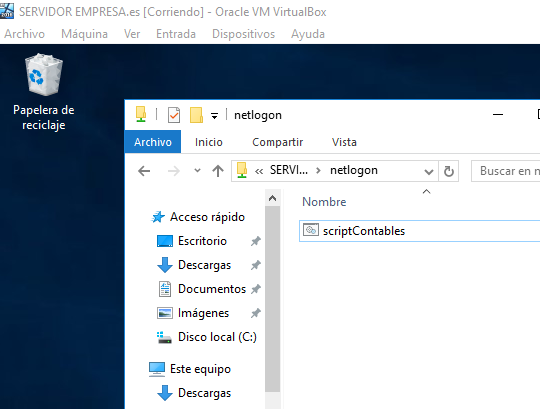 SERVIDOR EMPRESA.es [Corriendo] - Oracle VM VirtualBox
Archivo Máquina Ver Entrada Dispositivos Ayuda
Papelera de
reciclaje
netlogon
Archivo Inicio Compartir Vista
SERVI... netlogon
Buscar en n
Nombre
scriptContables
Acceso rápido
Escritorio
Descargas
Documentos
Imágenes
Disco local (C:)
Este equipo
Descargas